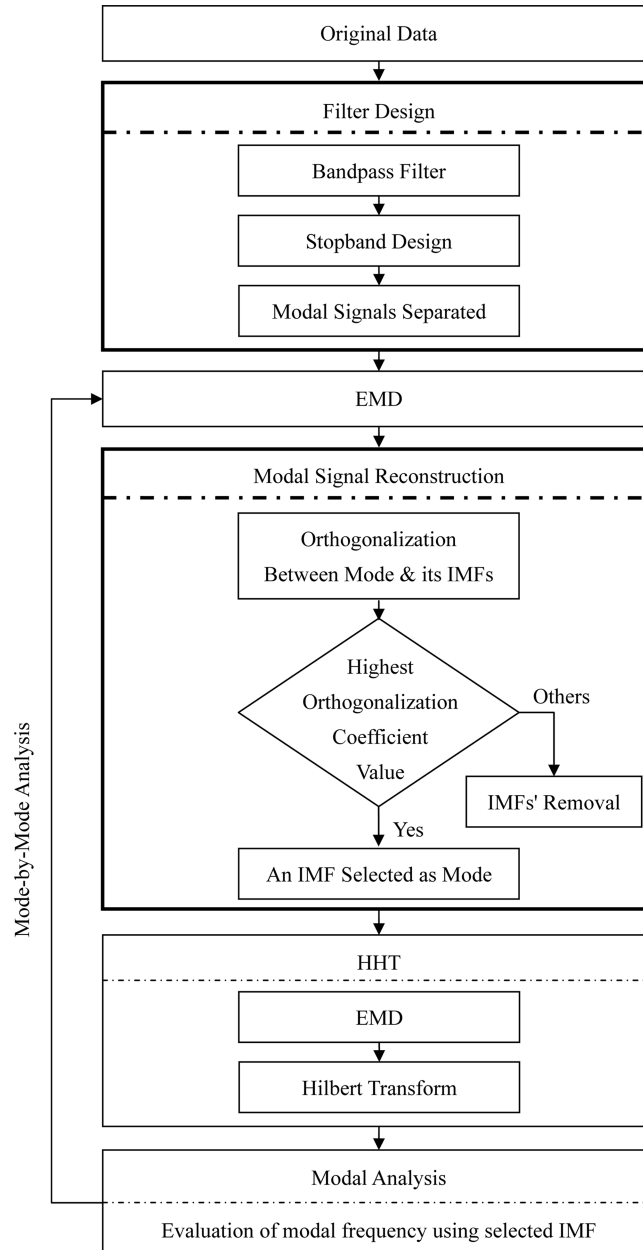 Original Data
Filter Design
Bandpass Filter
Stopband Design
Modal Signals Separated
EMD
Modal Signal Reconstruction
Orthogonalization
Between Mode & its IMFs
Highest
Orthogonalization
Coefficient
Value
Others
IMFs' Removal
Yes
An IMF Selected as Mode
HHT
EMD
Hilbert Transform
Modal Analysis
Evaluation of modal frequency using selected IMF
Mode-by-Mode Analysis